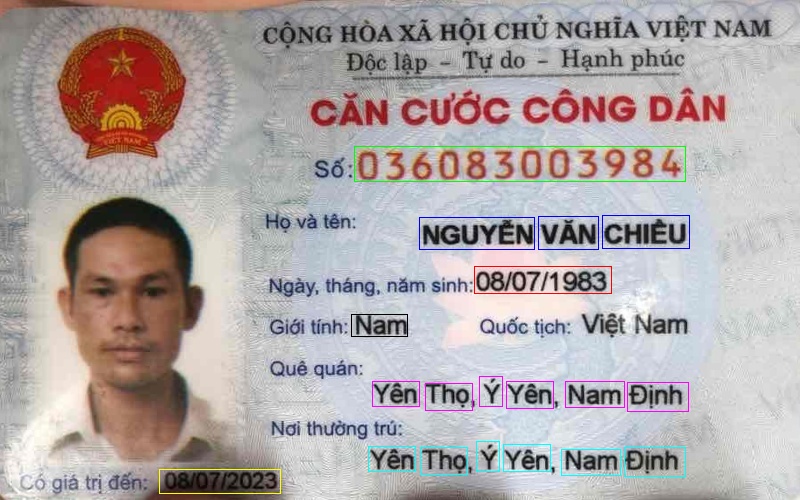 CỘNG HÒA XÃ HỘI CHỦ NGHĨA VIỆT NAM
Độc lập - Tự do - Hạnh phúc
CĂN CƯỚC CÔNG DÂN
Số: 036083003984
Họ và tên: NGUYỄN VĂN CHIỀU
Ngày, tháng, năm sinh: 08/07/1983
Giới tính: Nam Quốc tịch: Việt Nam
Quê quán:
Yên Thọ, Ý Yên, Nam Định
Nơi thường trú:
Yên Thọ, Ý Yên, Nam Định
Có giá trị đến: 08/07/2023
VIỆT NAM